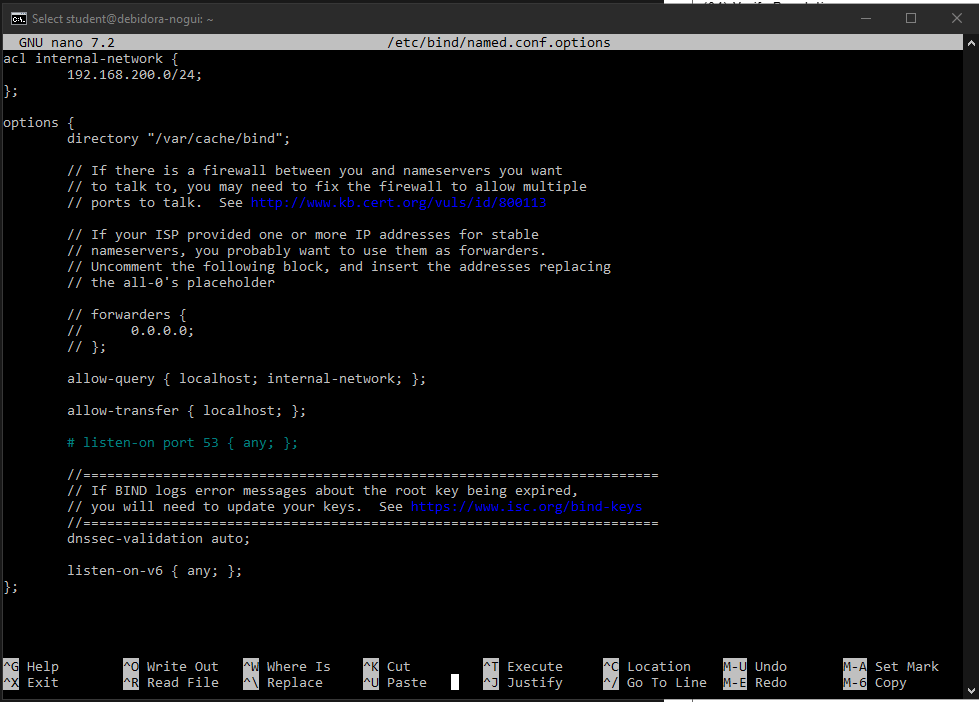 Select student@debidora-nogui: ~
GNU nano 7.2 /etc/bind/named.conf.options
acl internal-network {
        192.168.200.0/24;
};

options {
        directory "/var/cache/bind";

        // If there is a firewall between you and nameservers you want
        // to talk to, you may need to fix the firewall to allow multiple
        // ports to talk.  See http://www.kb.cert.org/vuls/id/800113

        // If your ISP provided one or more IP addresses for stable
        // nameservers, you probably want to use them as forwarders.
        // Uncomment the following block, and insert the addresses replacing
        // the all-0's placeholder

        // forwarders {
        //      0.0.0.0;
        // };

        allow-query { localhost; internal-network; };

        allow-transfer { localhost; };

        # listen-on port 53 { any; };

        //========================================================================
        // If BIND logs error messages about the root key being expired,
        // you will need to update your keys.  See https://www.isc.org/bind-keys
        //========================================================================
        dnssec-validation auto;

        listen-on-v6 { any; };
};

^G Help ^O Write Out ^W Where Is ^K Cut ^T Execute ^C Location M-U Undo M-A Set Mark
^X Exit ^R Read File ^\ Replace ^U Paste ^J Justify ^/ Go To Line M-E Redo M-6 Copy